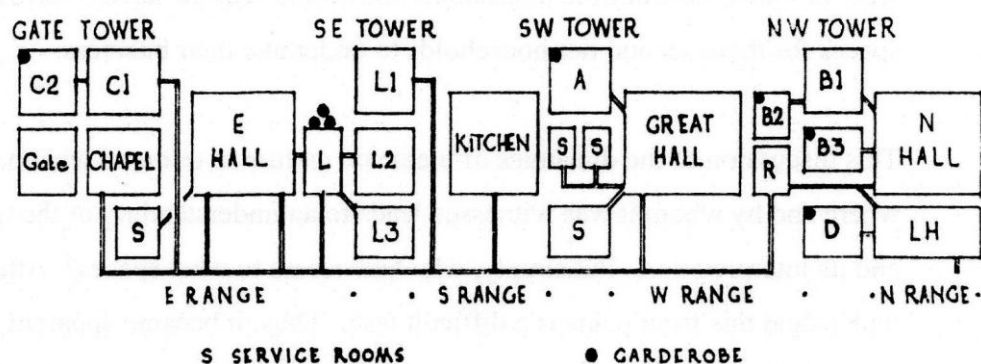 GATE TOWER SE TOWER SW TOWER NW TOWER
C2 C1 L1 A B1
E HALL KITCHEN GREAT HALL B2 N HALL
Gate CHAPEL L2 S S B3
R
S L3 S D LH
E RANGE S RANGE W RANGE N RANGE
S SERVICE ROOMS GARDEROBE